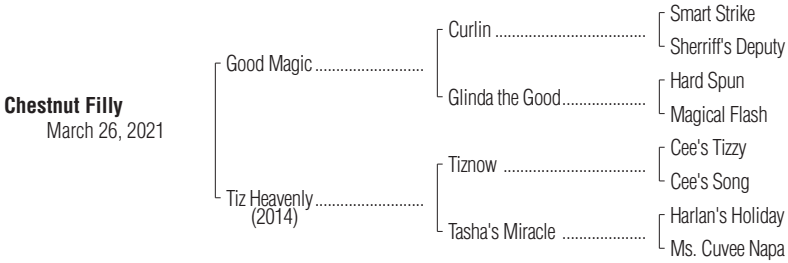 Chestnut Filly
March 26, 2021
Good Magic
Tiz Heavenly
(2014)
Curlin
Glinda the Good
Tiznow
Tasha's Miracle
Smart Strike
Sherriff's Deputy
Hard Spun
Magical Flash
Cee's Tizzy
Cee's Song
Harlan's Holiday
Ms. Cuvee Napa